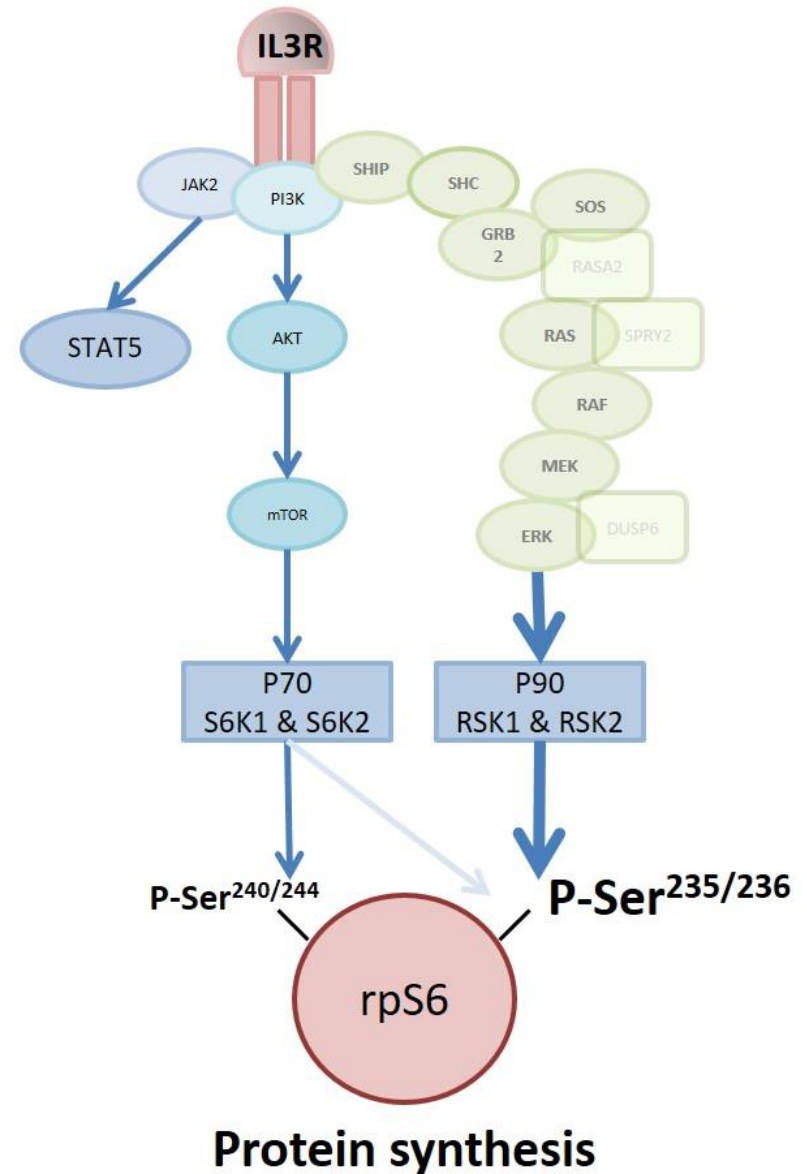 IL3R
JAK2
PI3K
SHIP
SHC
GRB
2
SOS
RASA2
STAT5
AKT
RAS
SPRY2
RAF
MEK
mTOR
ERK
DUSP6
P70
S6K1 & S6K2
P90
RSK1 & RSK2
P-Ser240/244
P-Ser235/236
rpS6
Protein synthesis